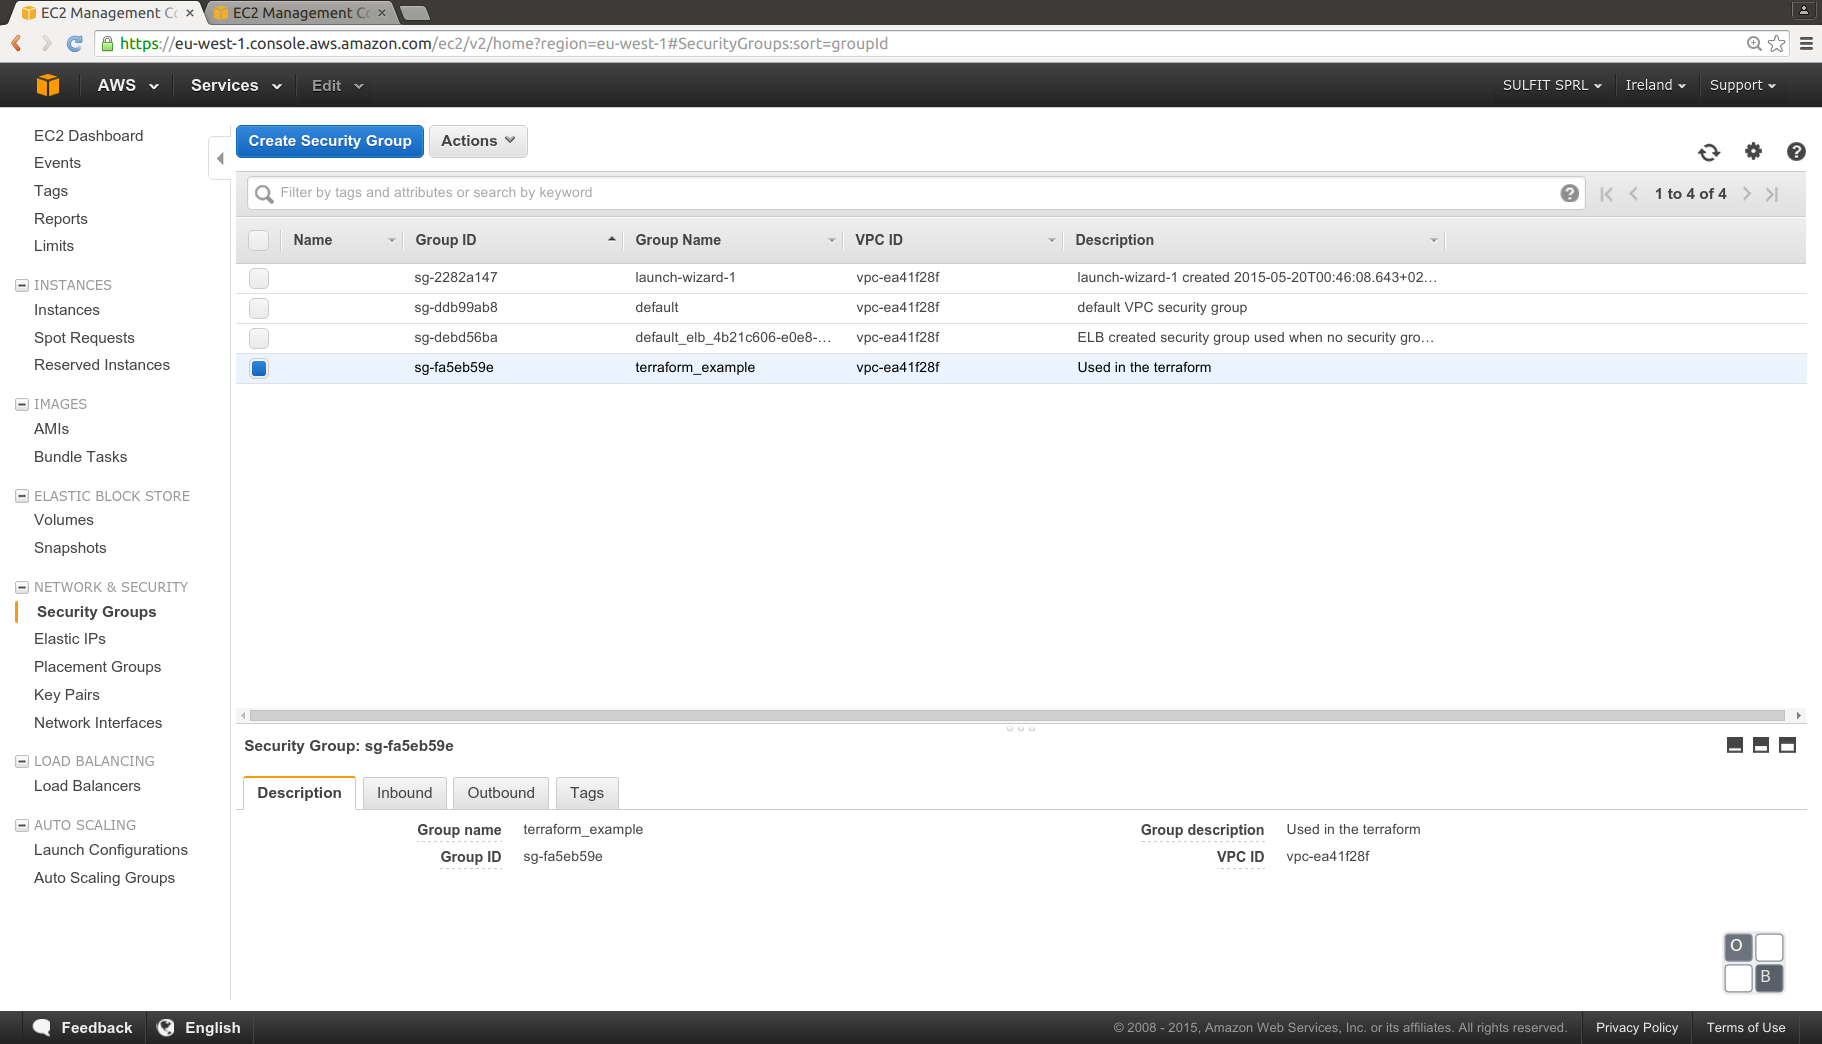 EC2 Management Co
EC2 Management Co
https://eu-west-1.console.aws.amazon.com/ec2/v2/home?region=eu-west-1#SecurityGroups:sort=groupId
AWS Services Edit SULFIT SPRL Ireland Support
EC2 Dashboard
Events
Tags
Reports
Limits
INSTANCES
Instances
Spot Requests
Reserved Instances
IMAGES
AMIs
Bundle Tasks
ELASTIC BLOCK STORE
Volumes
Snapshots
NETWORK & SECURITY
Security Groups
Elastic IPs
Placement Groups
Key Pairs
Network Interfaces
LOAD BALANCING
Load Balancers
AUTO SCALING
Launch Configurations
Auto Scaling Groups
Create Security Group Actions
Filter by tags and attributes or search by keyword 1 to 4 of 4
Name Group ID Group Name VPC ID Description
sg-2282a147 launch-wizard-1 vpc-ea41f28f launch-wizard-1 created 2015-05-20T00:46:08.643+02…
sg-ddb99ab8 default vpc-ea41f28f default VPC security group
sg-debd56ba default_elb_4b21c606-e0e8-… vpc-ea41f28f ELB created security group used when no security gro…
sg-fa5eb59e terraform_example vpc-ea41f28f Used in the terraform
Security Group: sg-fa5eb59e
Description Inbound Outbound Tags
Group name terraform_example Group description Used in the terraform
Group ID sg-fa5eb59e VPC ID vpc-ea41f28f
O
B
Feedback English © 2008 - 2015, Amazon Web Services, Inc. or its affiliates. All rights reserved. Privacy Policy Terms of Use